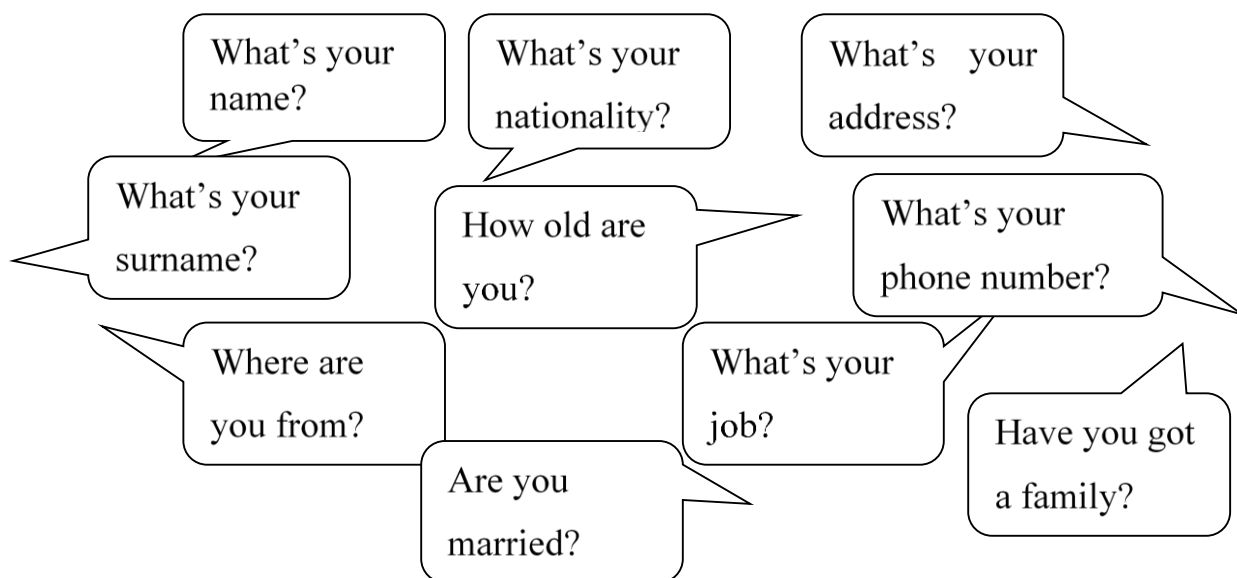 What’s your
name?
What’s your
nationality?
What’s your
address?
What’s your
surname?
How old are
you?
What’s your
phone number?
Where are
you from?
What’s your
job?
Have you got
a family?
Are you
married?